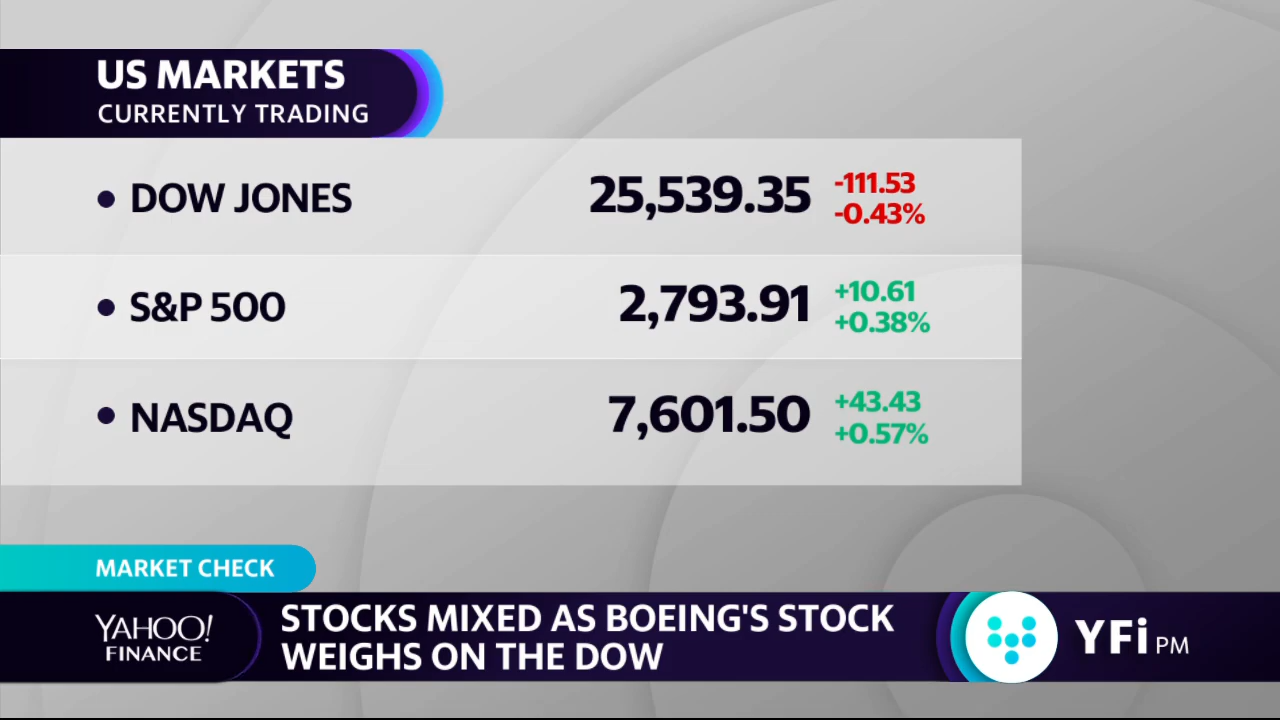 US MARKETS
CURRENTLY TRADING
• DOW JONES 25,539.35 -111.53
-0.43%
• S&P 500 2,793.91 +10.61
+0.38%
• NASDAQ 7,601.50 +43.43
+0.57%
MARKET CHECK
YAHOO!
FINANCE
STOCKS MIXED AS BOEING'S STOCK
WEIGHS ON THE DOW
YFi PM